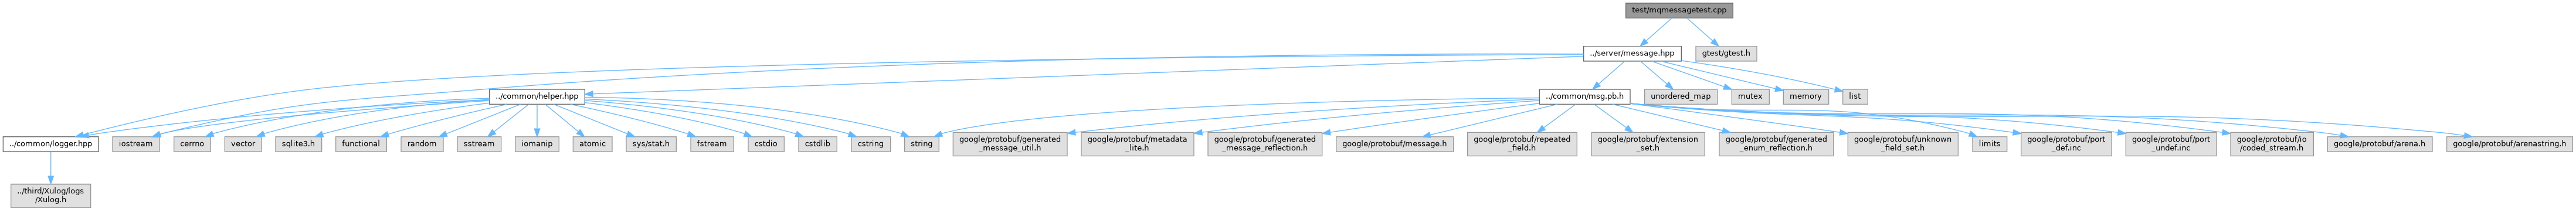 test/mqmessagetest.cpp
../server/message.hpp
gtest/gtest.h
../common/helper.hpp
../common/msg.pb.h
unordered_map
mutex
memory
list
../common/logger.hpp
iostream
cerrno
vector
sqlite3.h
functional
random
sstream
iomanip
atomic
sys/stat.h
fstream
cstdio
cstdlib
cstring
string
google/protobuf/generated
_message_util.h
google/protobuf/metadata
_lite.h
google/protobuf/generated
_message_reflection.h
google/protobuf/message.h
google/protobuf/repeated
_field.h
google/protobuf/extension
_set.h
google/protobuf/generated
_enum_reflection.h
google/protobuf/unknown
_field_set.h
limits
google/protobuf/port
_def.inc
google/protobuf/port
_undef.inc
google/protobuf/io
/coded_stream.h
google/protobuf/arena.h
google/protobuf/arenastring.h
../third/Xulog/logs
/Xulog.h